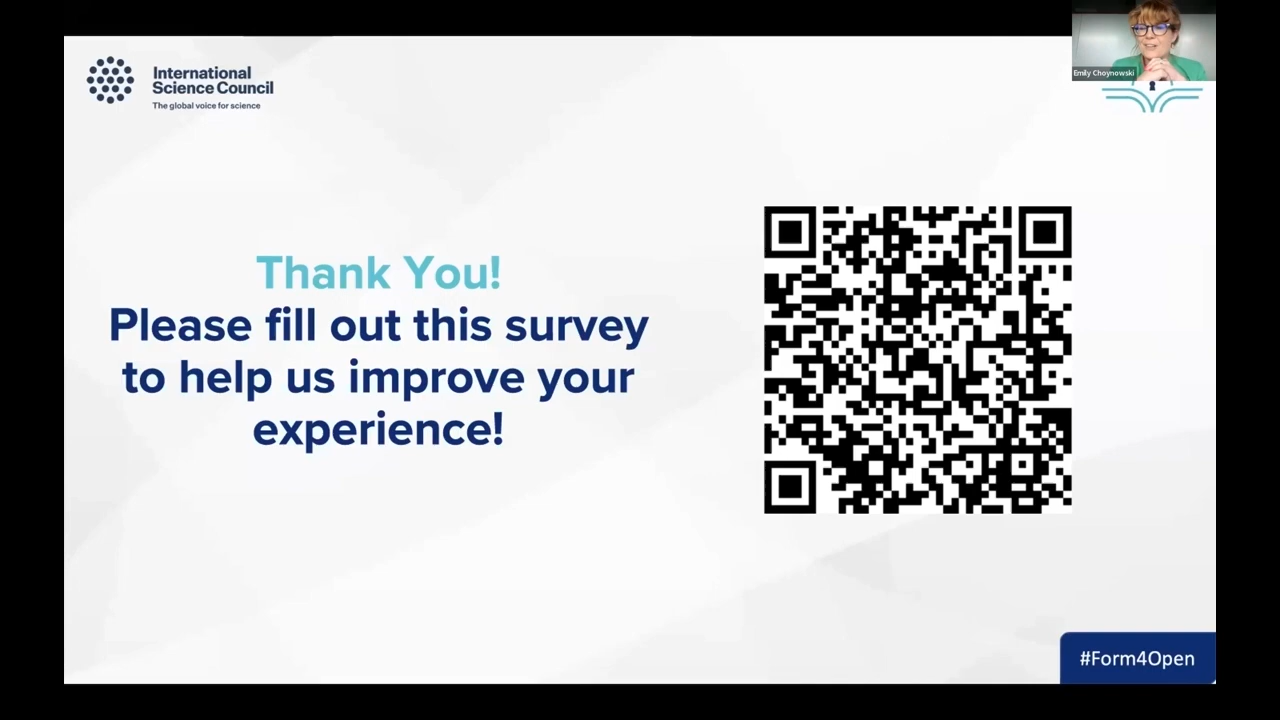 International
Science Council
The global voice for science
Emily Choynowski
Thank You!
Please fill out this survey
to help us improve your
experience!
#Form4Open